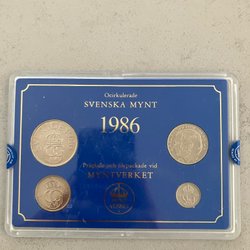 Ocirkulerade
SVENSKA MYNT
1986
Präglade och förpackade vid
MYNTVERKET